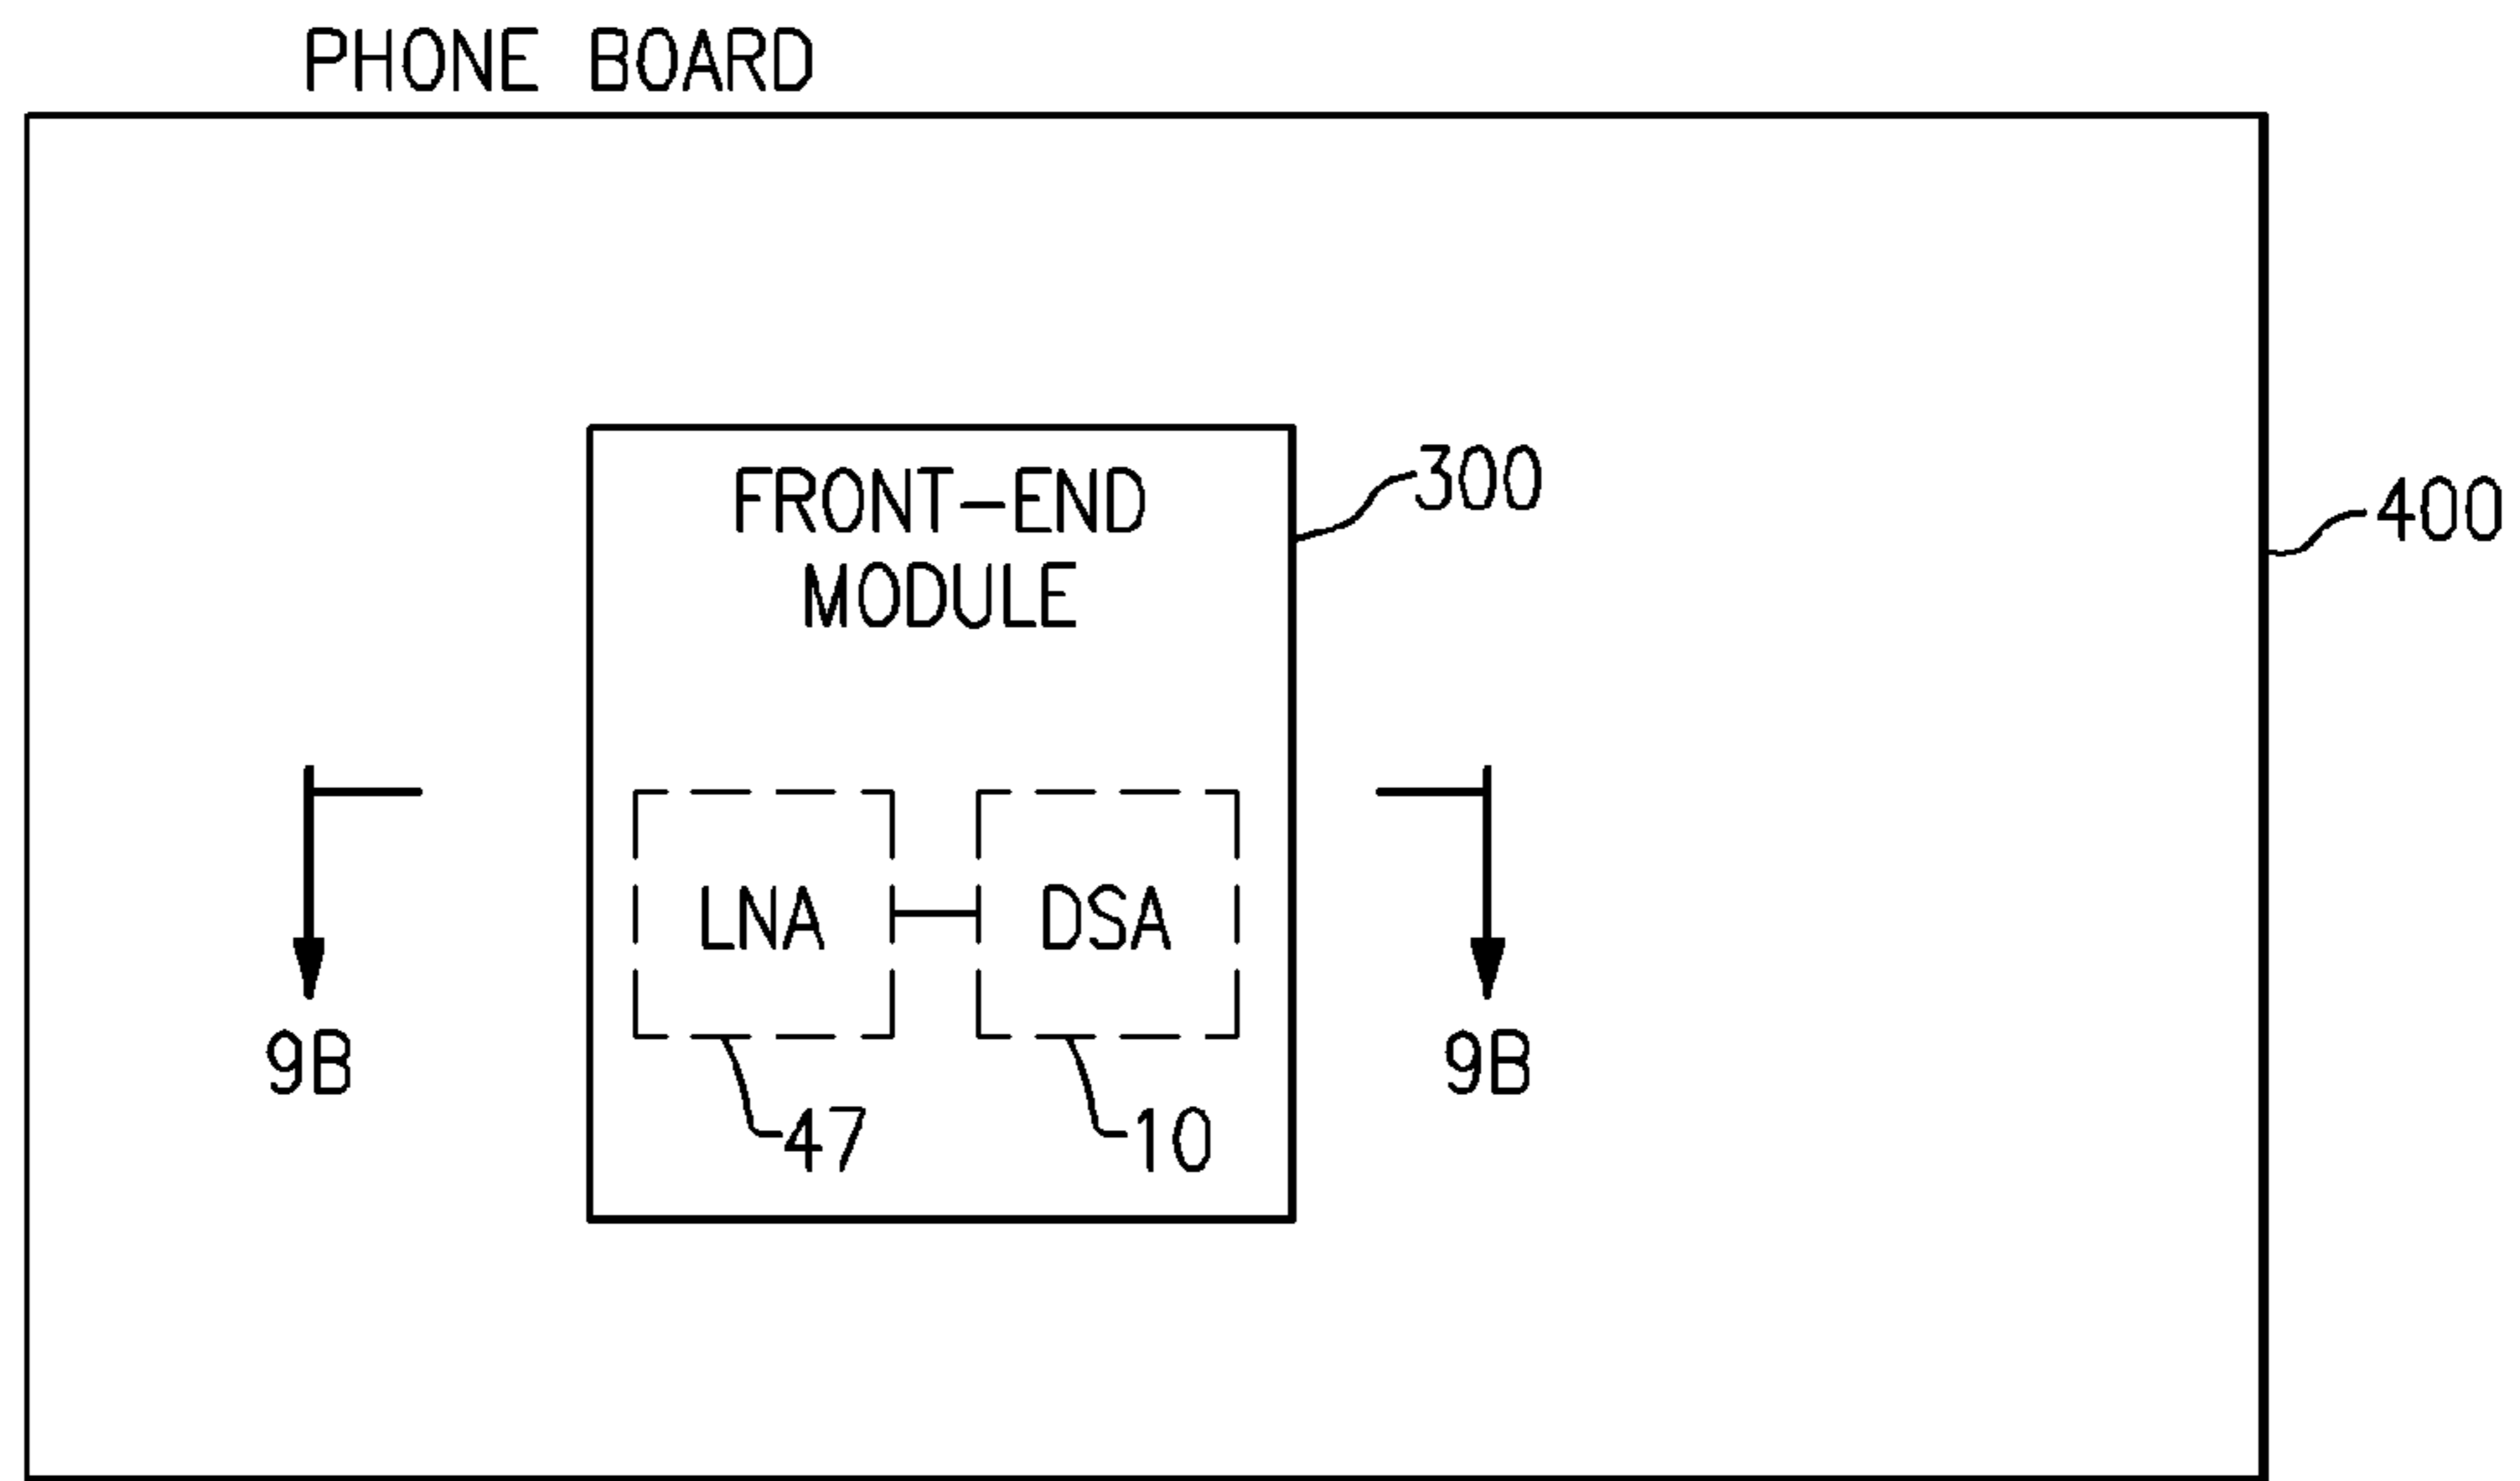 PHONE BOARD
FRONT-END
MODULE
300
400
LNA
DSA
9B
9B
47
10